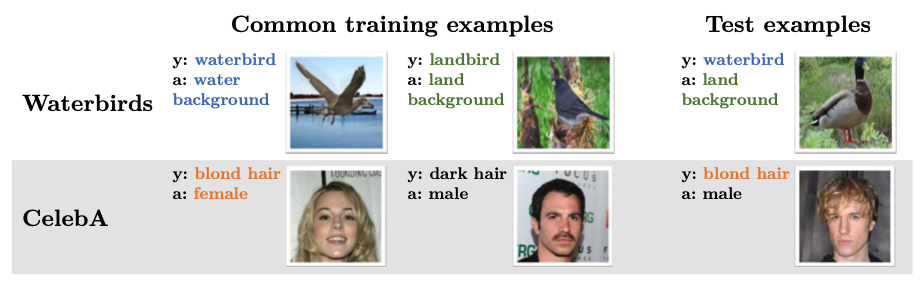 Common training examples
Test examples
Waterbirds
y: waterbird
a: water
background
y: landbird
a: land
background
y: waterbird
a: land
background
CelebA
y: blond hair
a: female
y: dark hair
a: male
y: blond hair
a: male